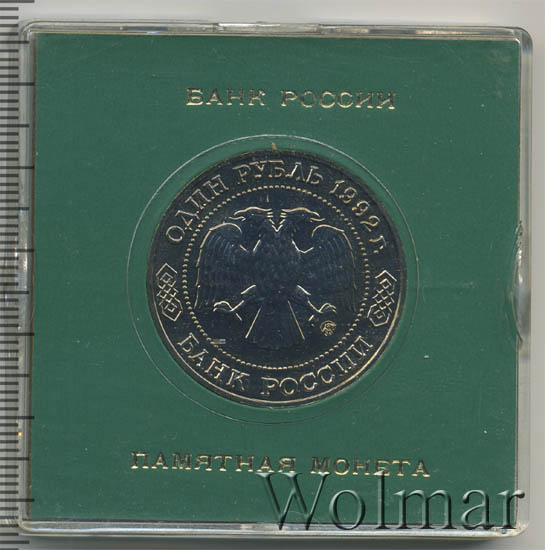 БАНК РОССИИ
ОДИН РУБЛЬ 1992 г.
БАНК РОССИИ
ПАМЯТНАЯ МОНЕТА
Wolmar